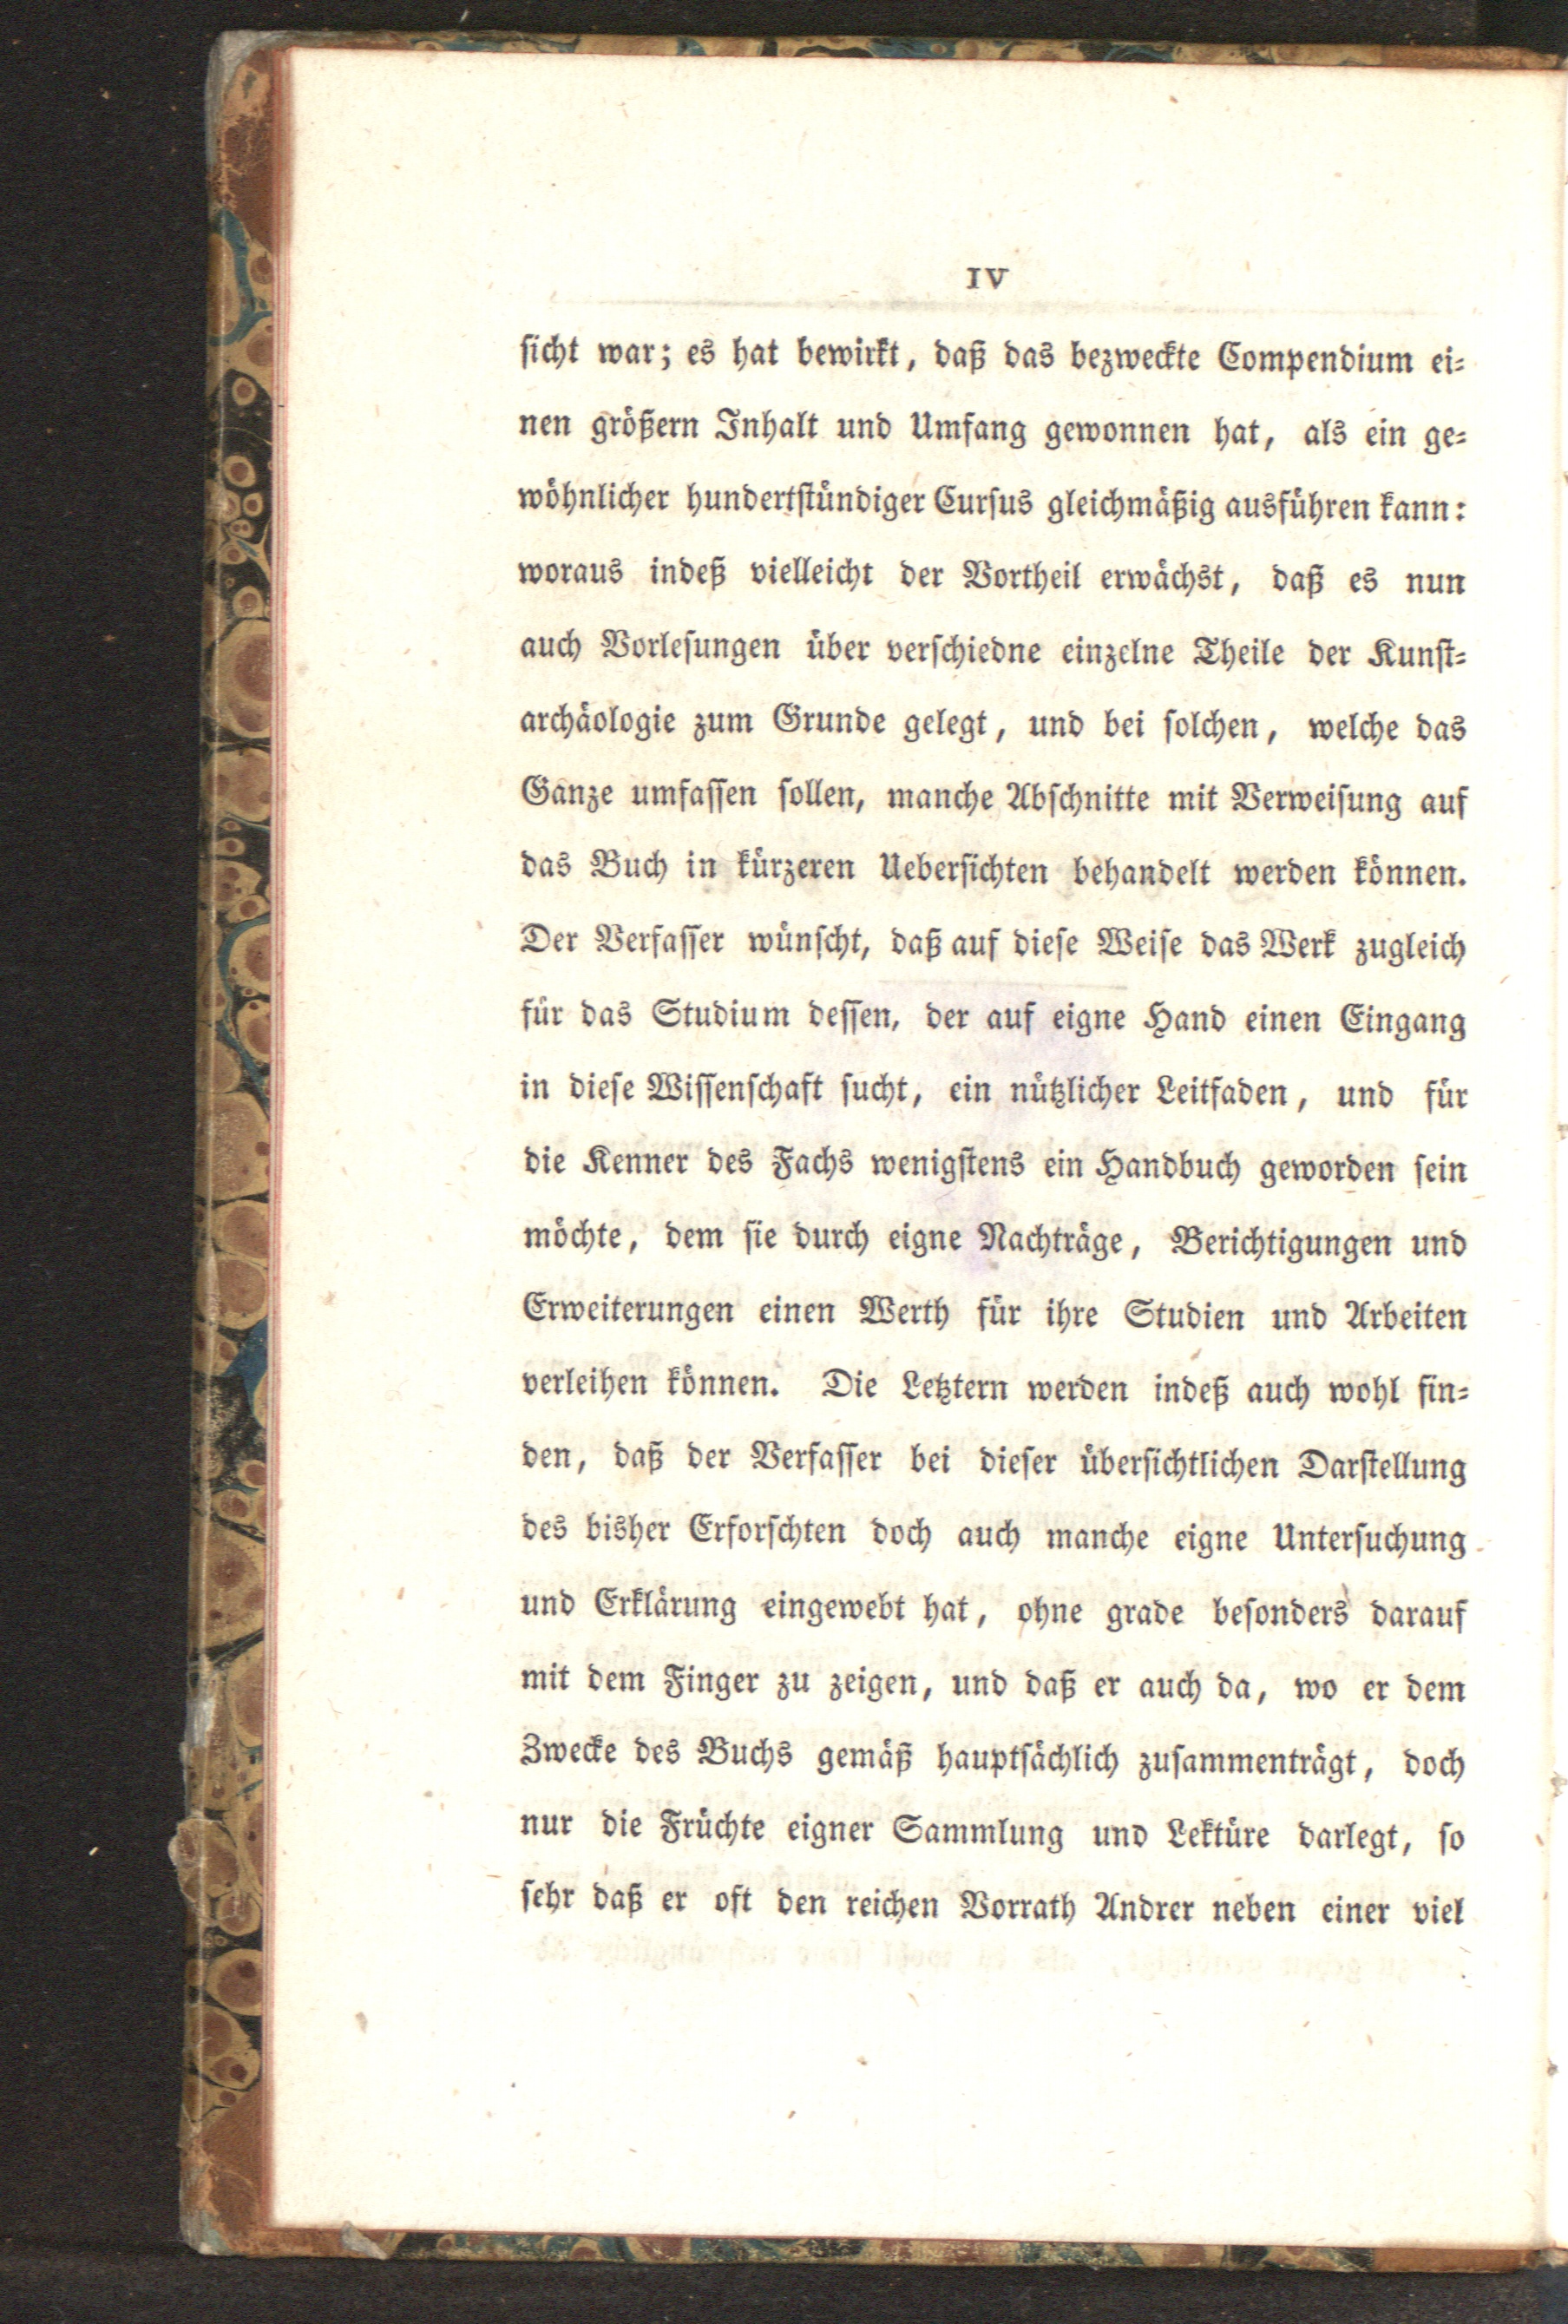 IV
sicht war; es hat bewirkt, daß das bezweckte Compendium ei-
nen größern Inhalt und Umfang gewonnen hat, als ein ge-
wöhnlicher hundertstündiger Cursus gleichmäßig ausführen kann:
woraus indeß vielleicht der Vortheil erwächst, daß es nun
auch Vorlesungen über verschiedne einzelne Theile der Kunst-
archäologie zum Grunde gelegt, und bei solchen, welche das
Ganze umfassen sollen, manche Abschnitte mit Verweisung auf
das Buch in kürzeren Uebersichten behandelt werden können.
Der Verfasser wünscht, daß auf diese Weise das Werk zugleich
für das Studium dessen, der auf eigne Hand einen Eingang
in diese Wissenschaft sucht, ein nützlicher Leitfaden, und für
die Kenner des Fachs wenigstens ein Handbuch geworden sein
möchte, dem sie durch eigne Nachträge, Berichtigungen und
Erweiterungen einen Werth für ihre Studien und Arbeiten
verleihen können. Die Letztern werden indeß auch wohl fin-
den, daß der Verfasser bei dieser übersichtlichen Darstellung
des bisher Erforschten doch auch manche eigne Untersuchung
und Erklärung eingewebt hat, ohne grade besonders darauf
mit dem Finger zu zeigen, und daß er auch da, wo er dem
Zwecke des Buchs gemäß hauptsächlich zusammenträgt, doch
nur die Früchte eigner Sammlung und Lektüre darlegt, so
sehr daß er oft den reichen Vorrath Andrer neben einer viel